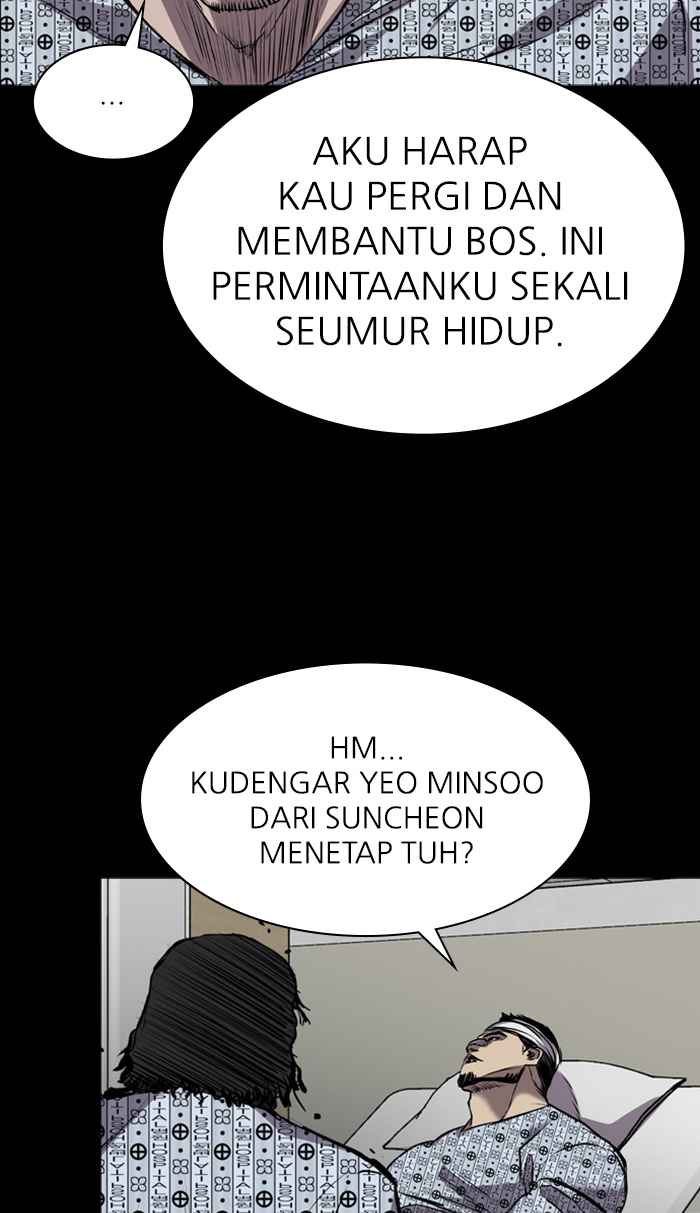 ...
AKU HARAP
KAU PERGI DAN
MEMBANTU BOS. INI
PERMINTAANKU SEKALI
SEUMUR HIDUP.
HM...
KUDENGAR YEO MINSOO
DARI SUNCHEON
MENETAP TUH?